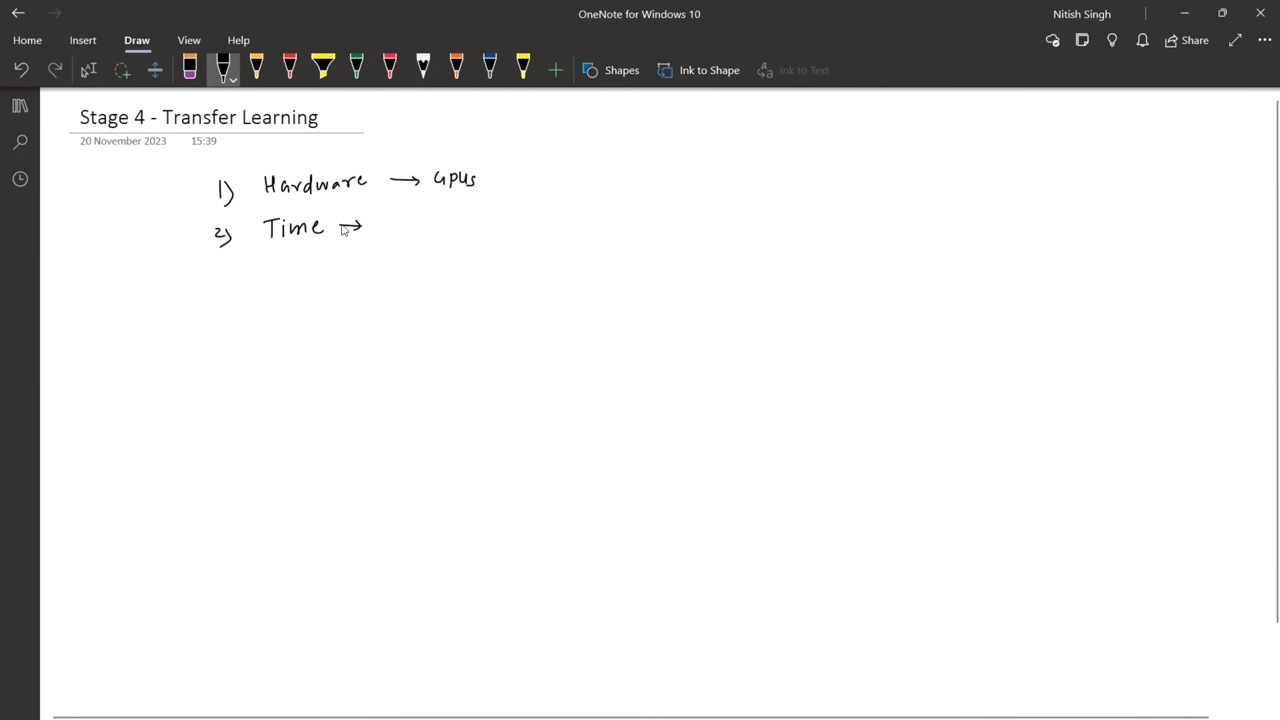 OneNote for Windows 10
Nitish Singh
Home Insert Draw View Help
Share
Shapes
Ink to Shape
Ink to Text
Stage 4 - Transfer Learning
20 November 2023 15:39
1) Hardware → GPUs
2) Time →